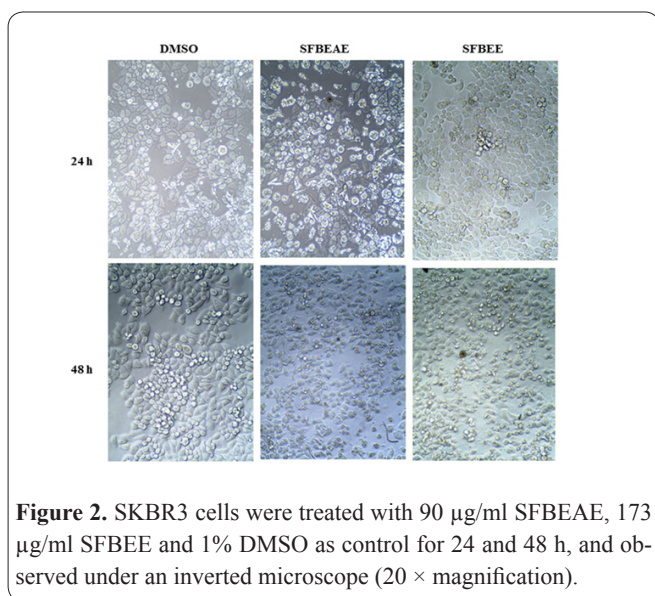 DMSO SFBEAE SFBEE
24 h
48 h
Figure 2. SKBR3 cells were treated with 90 µg/ml SFBEAE, 173
µg/ml SFBEE and 1% DMSO as control for 24 and 48 h, and ob-
served under an inverted microscope (20 × magnification).